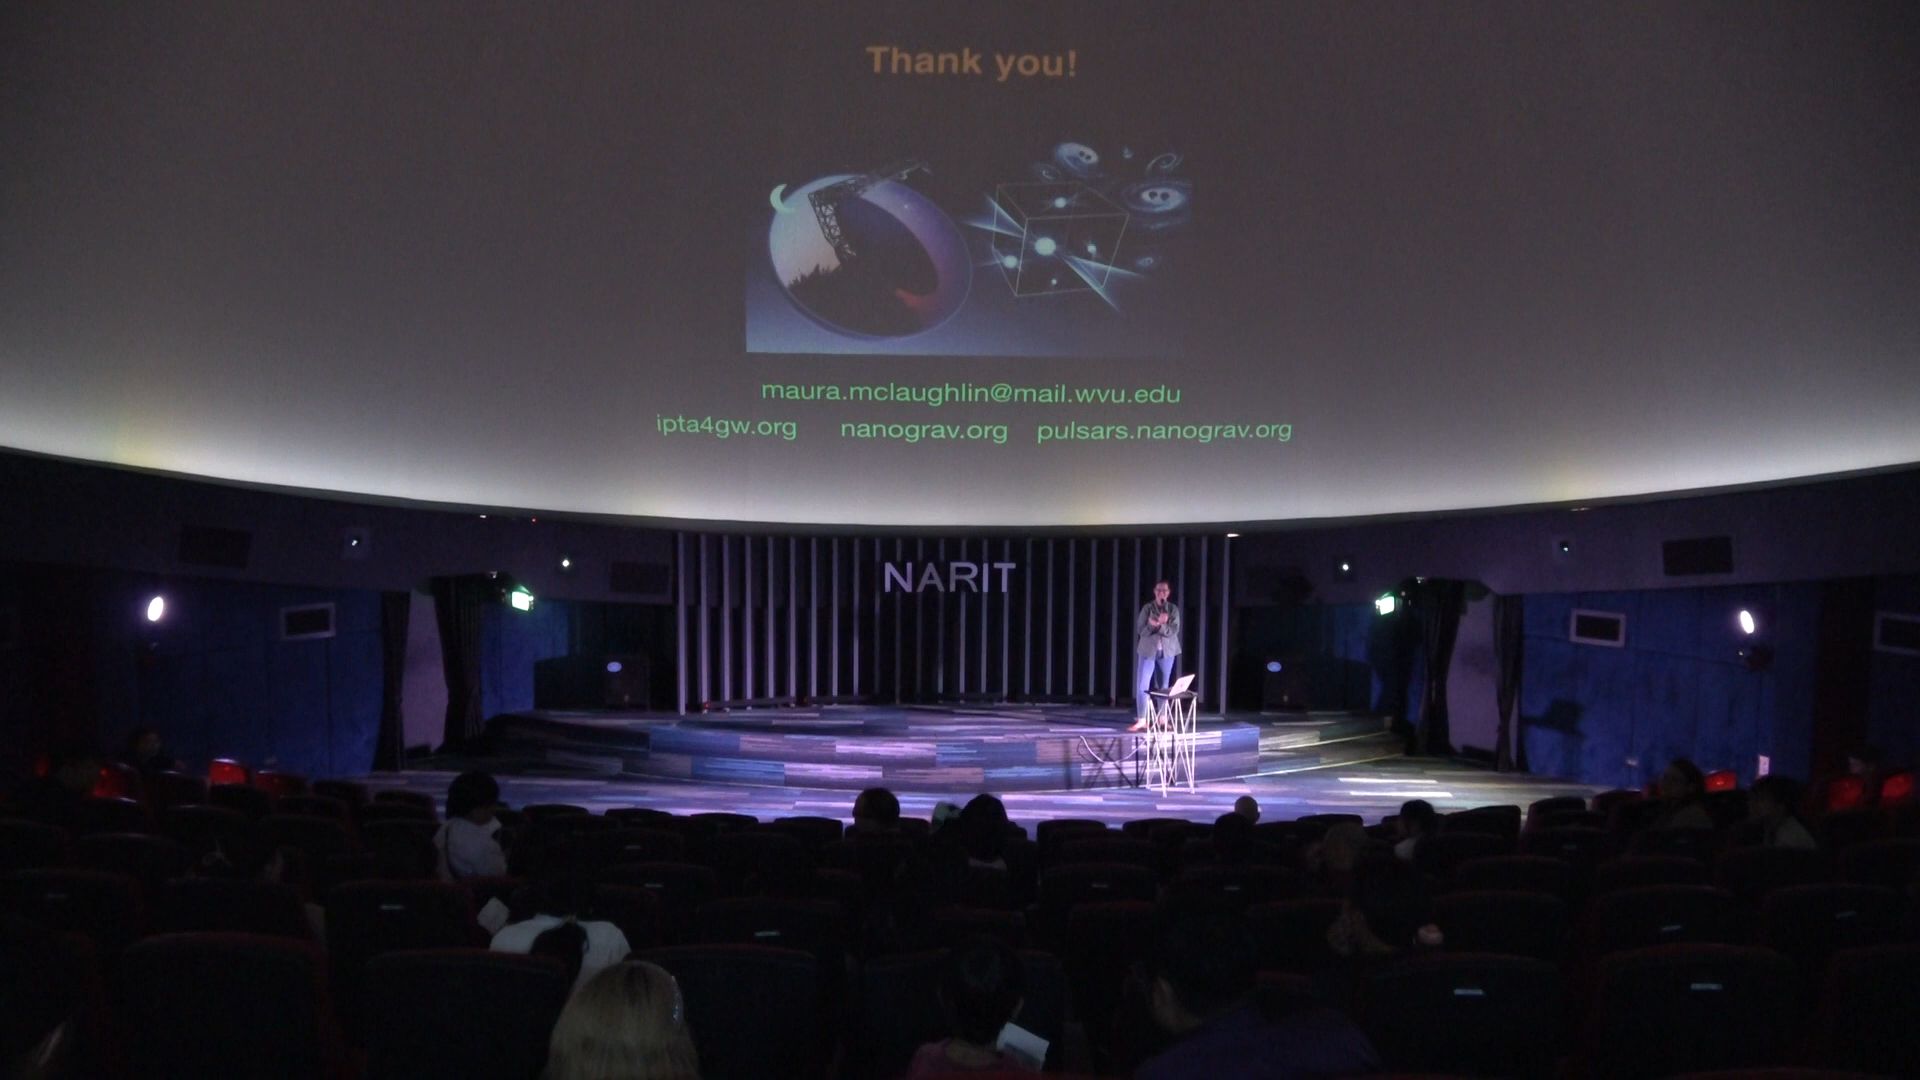 Thank you!
maura.mclaughlin@mail.wvu.edu
ipta4gw.org nanograv.org pulsars.nanograv.org
NARIT